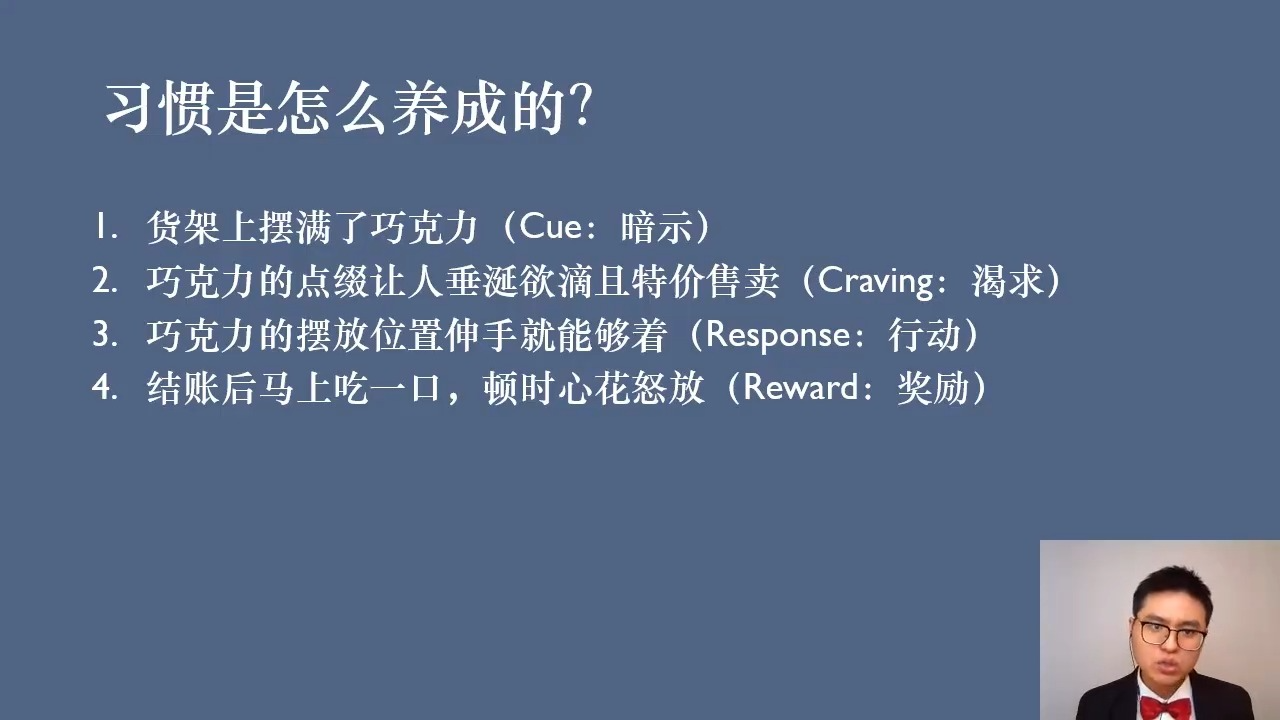 习惯是怎么养成的？
1. 货架上摆满了巧克力（Cue：暗示）
2. 巧克力的点缀让人垂涎欲滴且特价售卖（Craving：渴求）
3. 巧克力的摆放位置伸手就能够着（Response：行动）
4. 结账后马上吃一口，顿时心花怒放（Reward：奖励）